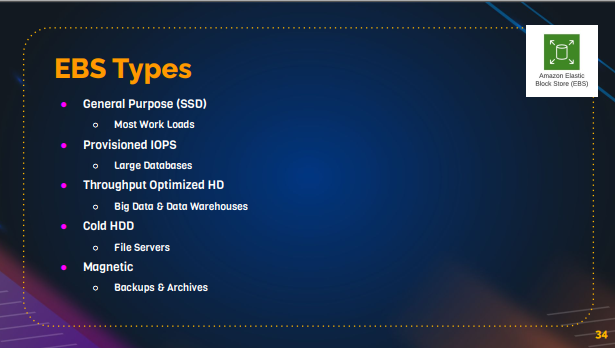 EBS Types
Amazon Elastic
Block Store (EBS)
General Purpose (SSD)
Most Work Loads
Provisioned IOPS
Large Databases
Throughput Optimized HD
Big Data & Data Warehouses
Cold HDD
File Servers
Magnetic
Backups & Archives
34